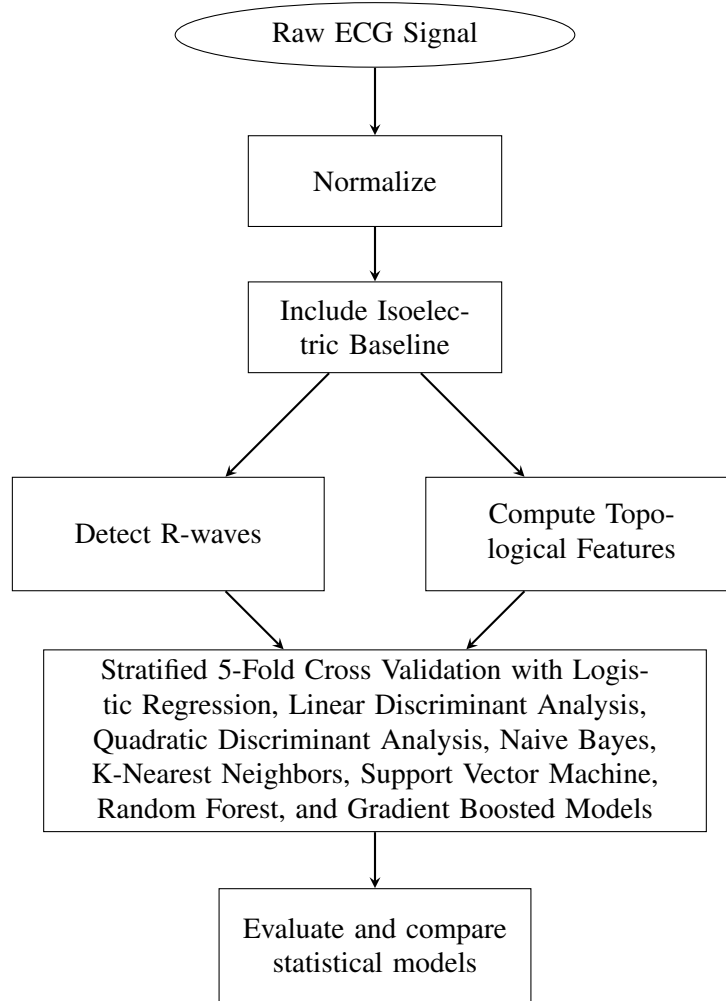 Raw ECG Signal
Normalize
Include Isoelec-
tric Baseline
Detect R-waves
Compute Topo-
logical Features
Stratified 5-Fold Cross Validation with Logis-
tic Regression, Linear Discriminant Analysis,
Quadratic Discriminant Analysis, Naive Bayes,
K-Nearest Neighbors, Support Vector Machine,
Random Forest, and Gradient Boosted Models
Evaluate and compare
statistical models